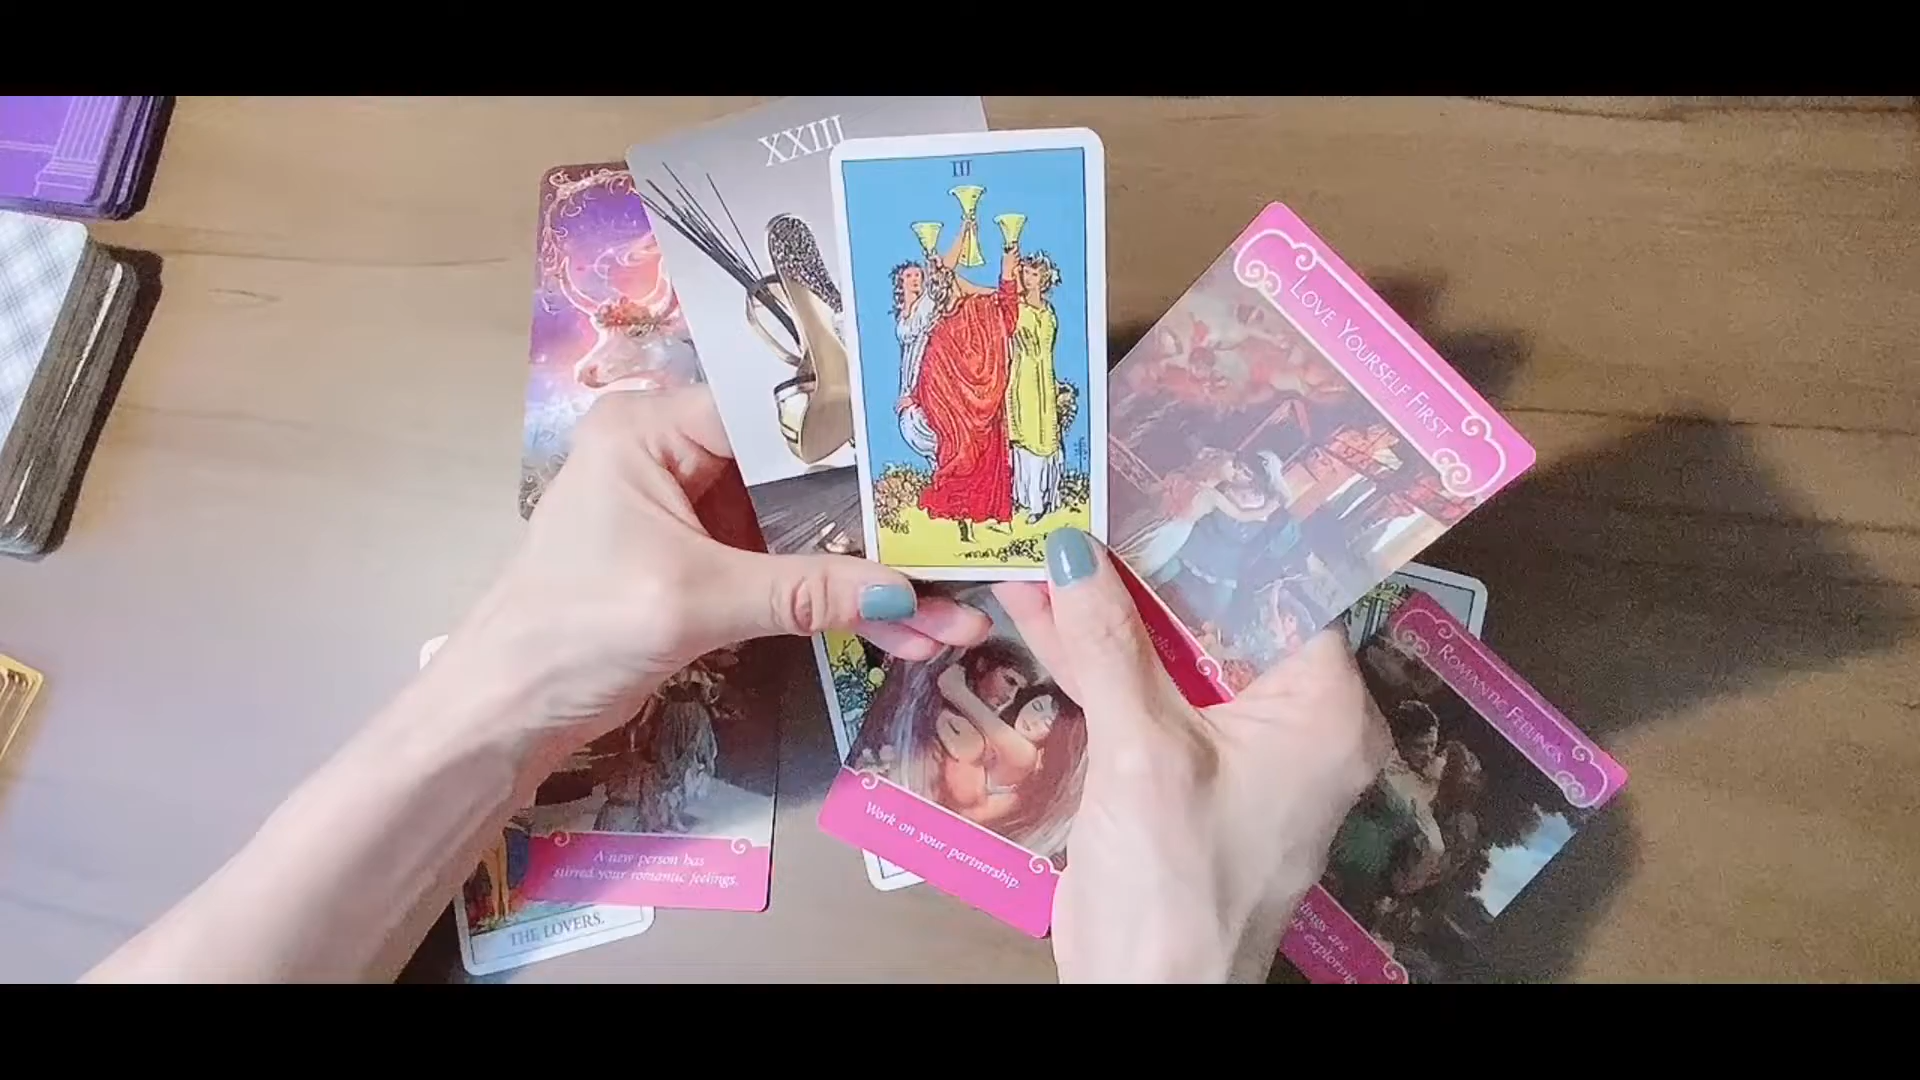 XXIII
III
LOVE YOURSELF FIRST
ROMANTIC FEELINGS
Work on your partnership.
A new person has
stirred your romantic feelings.
THE LOVERS.